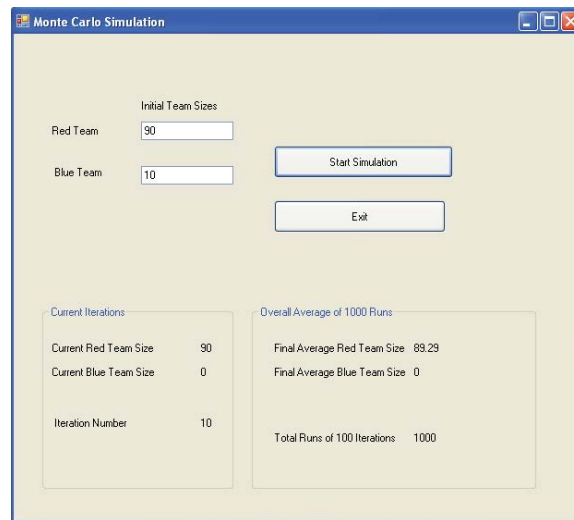 Monte Carlo Simulation
Initial Team Sizes
Red Team 90
Blue Team 10
Start Simulation
Exit
Current Iterations
Current Red Team Size 90
Current Blue Team Size 0
Iteration Number 10
Overall Average of 1000 Runs
Final Average Red Team Size 89.29
Final Average Blue Team Size 0
Total Runs of 100 Iterations 1000